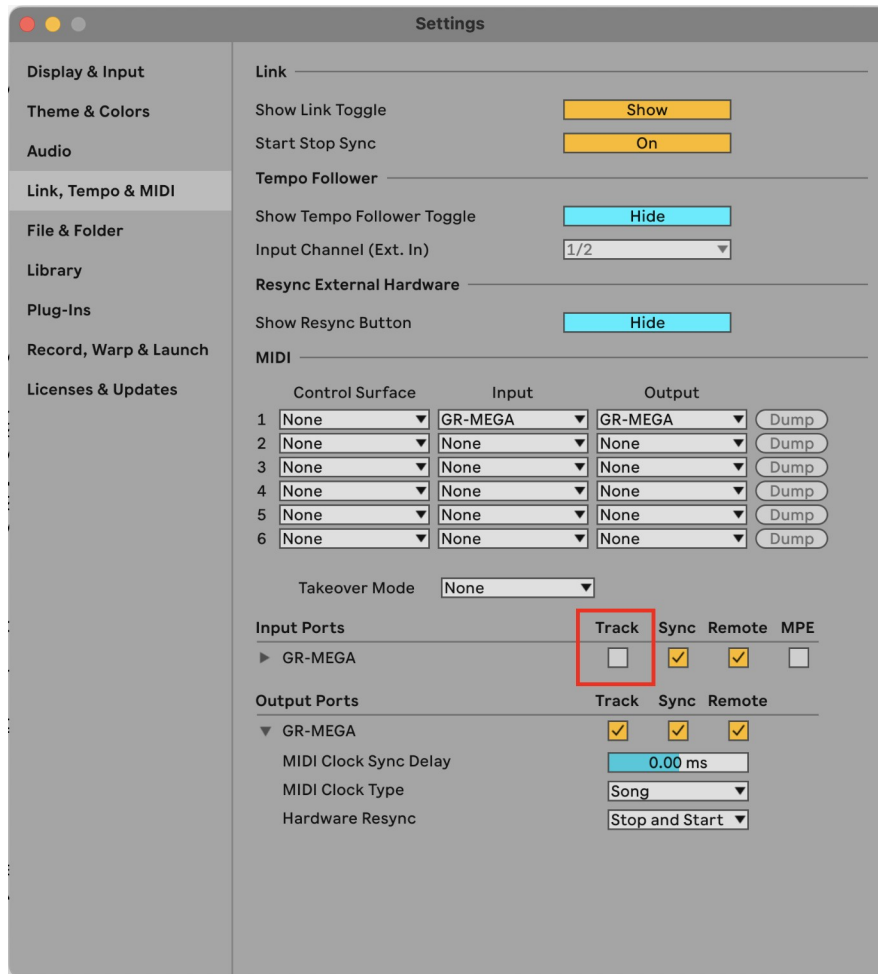 Settings
Display & Input
Theme & Colors
Audio
Link, Tempo & MIDI
File & Folder
Library
Plug-Ins
Record, Warp & Launch
Licenses & Updates
Link
Show Link Toggle Show
Start Stop Sync On
Tempo Follower
Show Tempo Follower Toggle Hide
Input Channel (Ext. In) 1/2
Resync External Hardware
Show Resync Button Hide
MIDI
Control Surface Input Output
1 None GR-MEGA GR-MEGA Dump
2 None None None Dump
3 None None None Dump
4 None None None Dump
5 None None None Dump
6 None None None Dump
Takeover Mode None
Input Ports Track Sync Remote MPE
GR-MEGA
Output Ports Track Sync Remote
GR-MEGA
MIDI Clock Sync Delay 0.00 ms
MIDI Clock Type Song
Hardware Resync Stop and Start